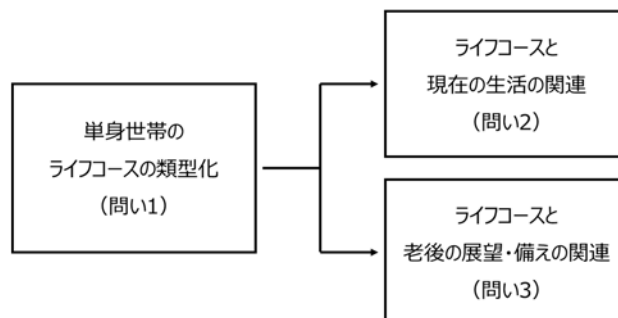 単身世帯の
ライフコースの類型化
(問い1)
ライフコースと
現在の生活の関連
(問い2)
ライフコースと
老後の展望・備えの関連
(問い3)